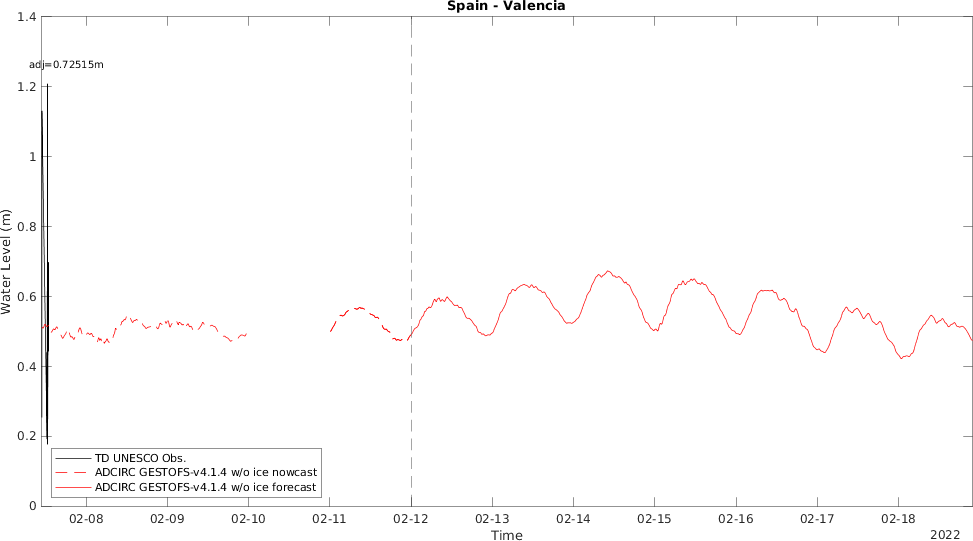 Spain - Valencia
1.4
adj=0.72515m
1.2
1
0.8
0.6
0.4
0.2
0
Water Level (m)
TD UNESCO Obs.
ADCIRC GESTOFS-v4.1.4 w/o ice nowcast
ADCIRC GESTOFS-v4.1.4 w/o ice forecast
02-08 02-09 02-10 02-11 02-12 02-13 02-14 02-15 02-16 02-17 02-18
Time
2022